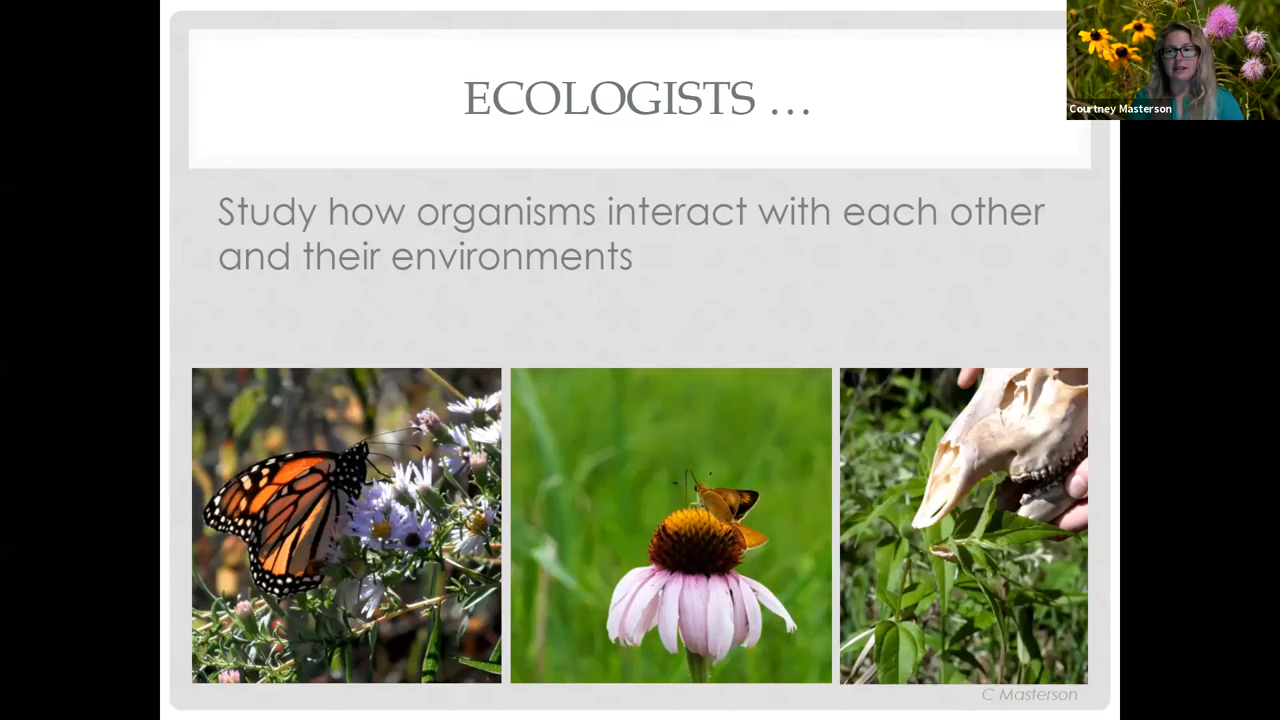 ECOLOGISTS ...
Courtney Masterson
Study how organisms interact with each other
and their environments
C Masterson